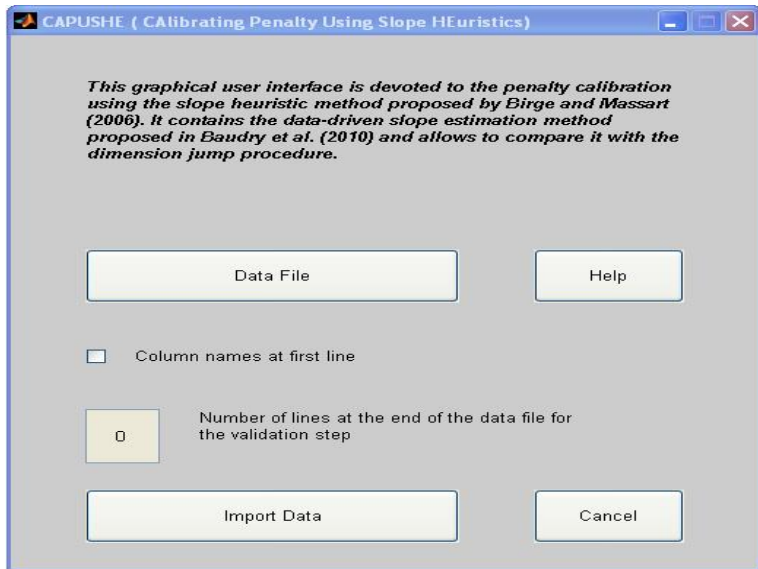 CAPUSHE ( CAlibrating Penalty Using Slope HEuristics)
This graphical user interface is devoted to the penalty calibration
using the slope heuristic method proposed by Birge and Massart
(2006). It contains the data-driven slope estimation method
proposed in Baudry et al. (2010) and allows to compare it with the
dimension jump procedure.
Data File
Help
Column names at first line
0
Number of lines at the end of the data file for
the validation step
Import Data
Cancel